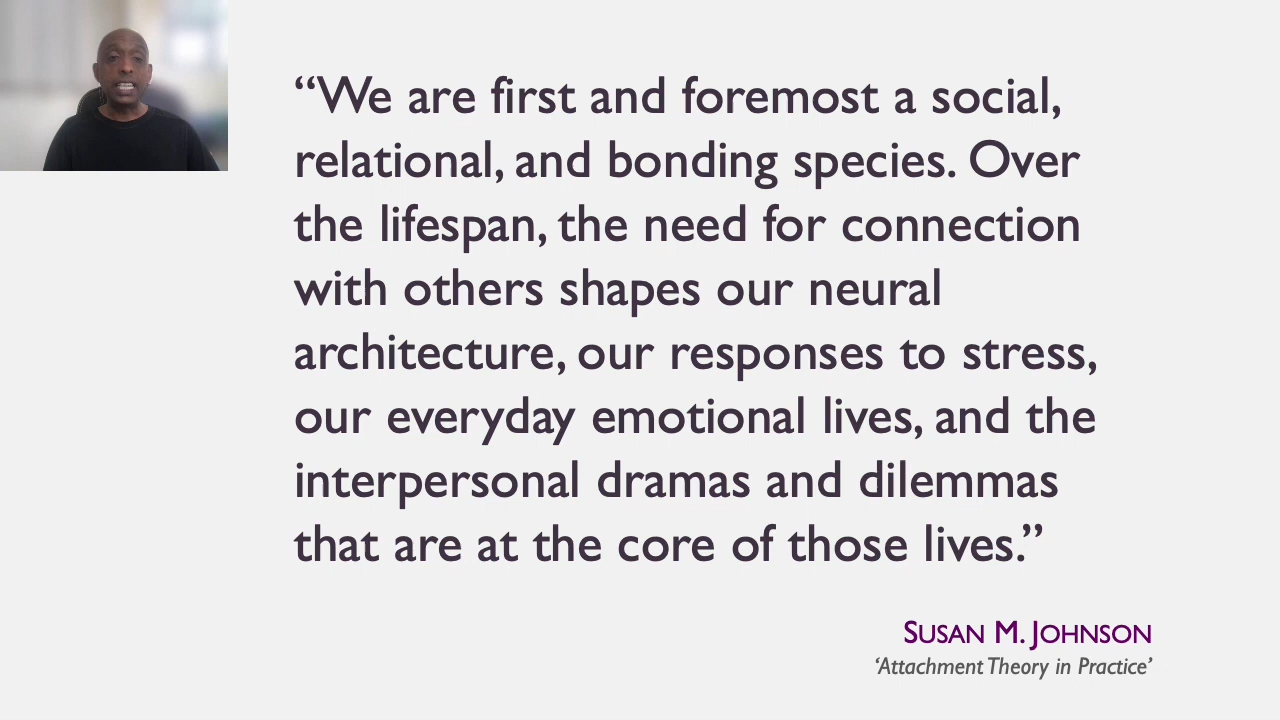 “We are first and foremost a social,
relational, and bonding species. Over
the lifespan, the need for connection
with others shapes our neural
architecture, our responses to stress,
our everyday emotional lives, and the
interpersonal dramas and dilemmas
that are at the core of those lives.”
SUSAN M. JOHNSON
‘Attachment Theory in Practice’